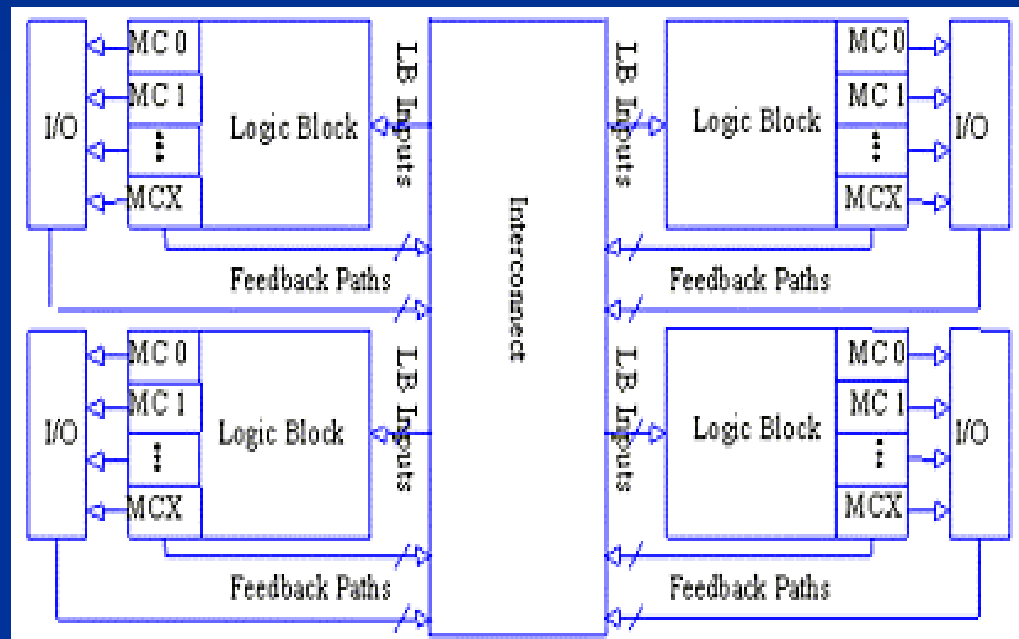 MC 0
MC 1
...
MCX
I/O
Logic Block
LB Inputs
Feedback Paths
Interconnect
LB Inputs
Logic Block
MC 0
MC 1
...
MCX
I/O
Feedback Paths
MC 0
MC 1
...
MCX
I/O
Logic Block
LB Inputs
Feedback Paths
LB Inputs
Logic Block
MC 0
MC 1
...
MCX
I/O
Feedback Paths